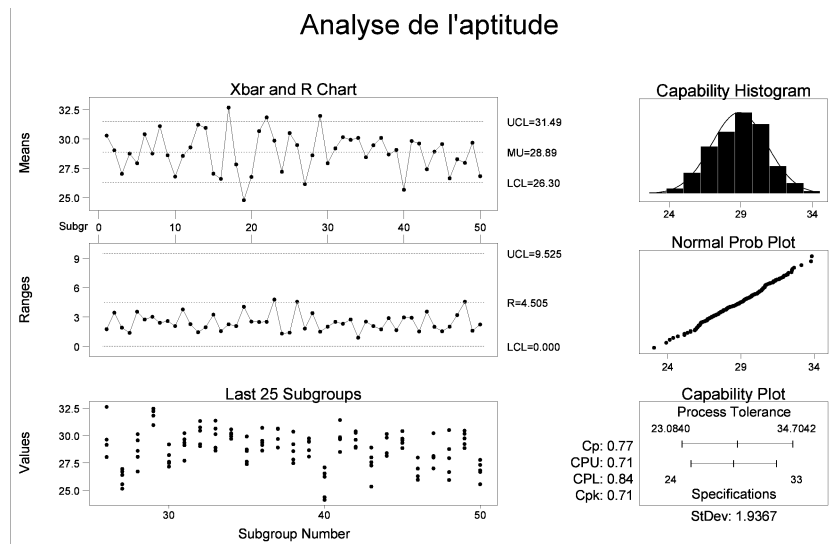 Analyse de l'aptitude
Xbar and R Chart
Means
32.5
30.0
27.5
25.0
UCL=31.49
MU=28.89
LCL=26.30
Subgr 0 10 20 30 40 50
Ranges
9
6
3
0
UCL=9.525
R=4.505
LCL=0.000
Last 25 Subgroups
Values
32.5
30.0
27.5
25.0
30 40 50
Subgroup Number
Capability Histogram
24 29 34
Normal Prob Plot
24 29 34
Capability Plot
Process Tolerance
23.0840 34.7042
Cp: 0.77
CPU: 0.71
CPL: 0.84
Cpk: 0.71
24 33
Specifications
StDev: 1.9367